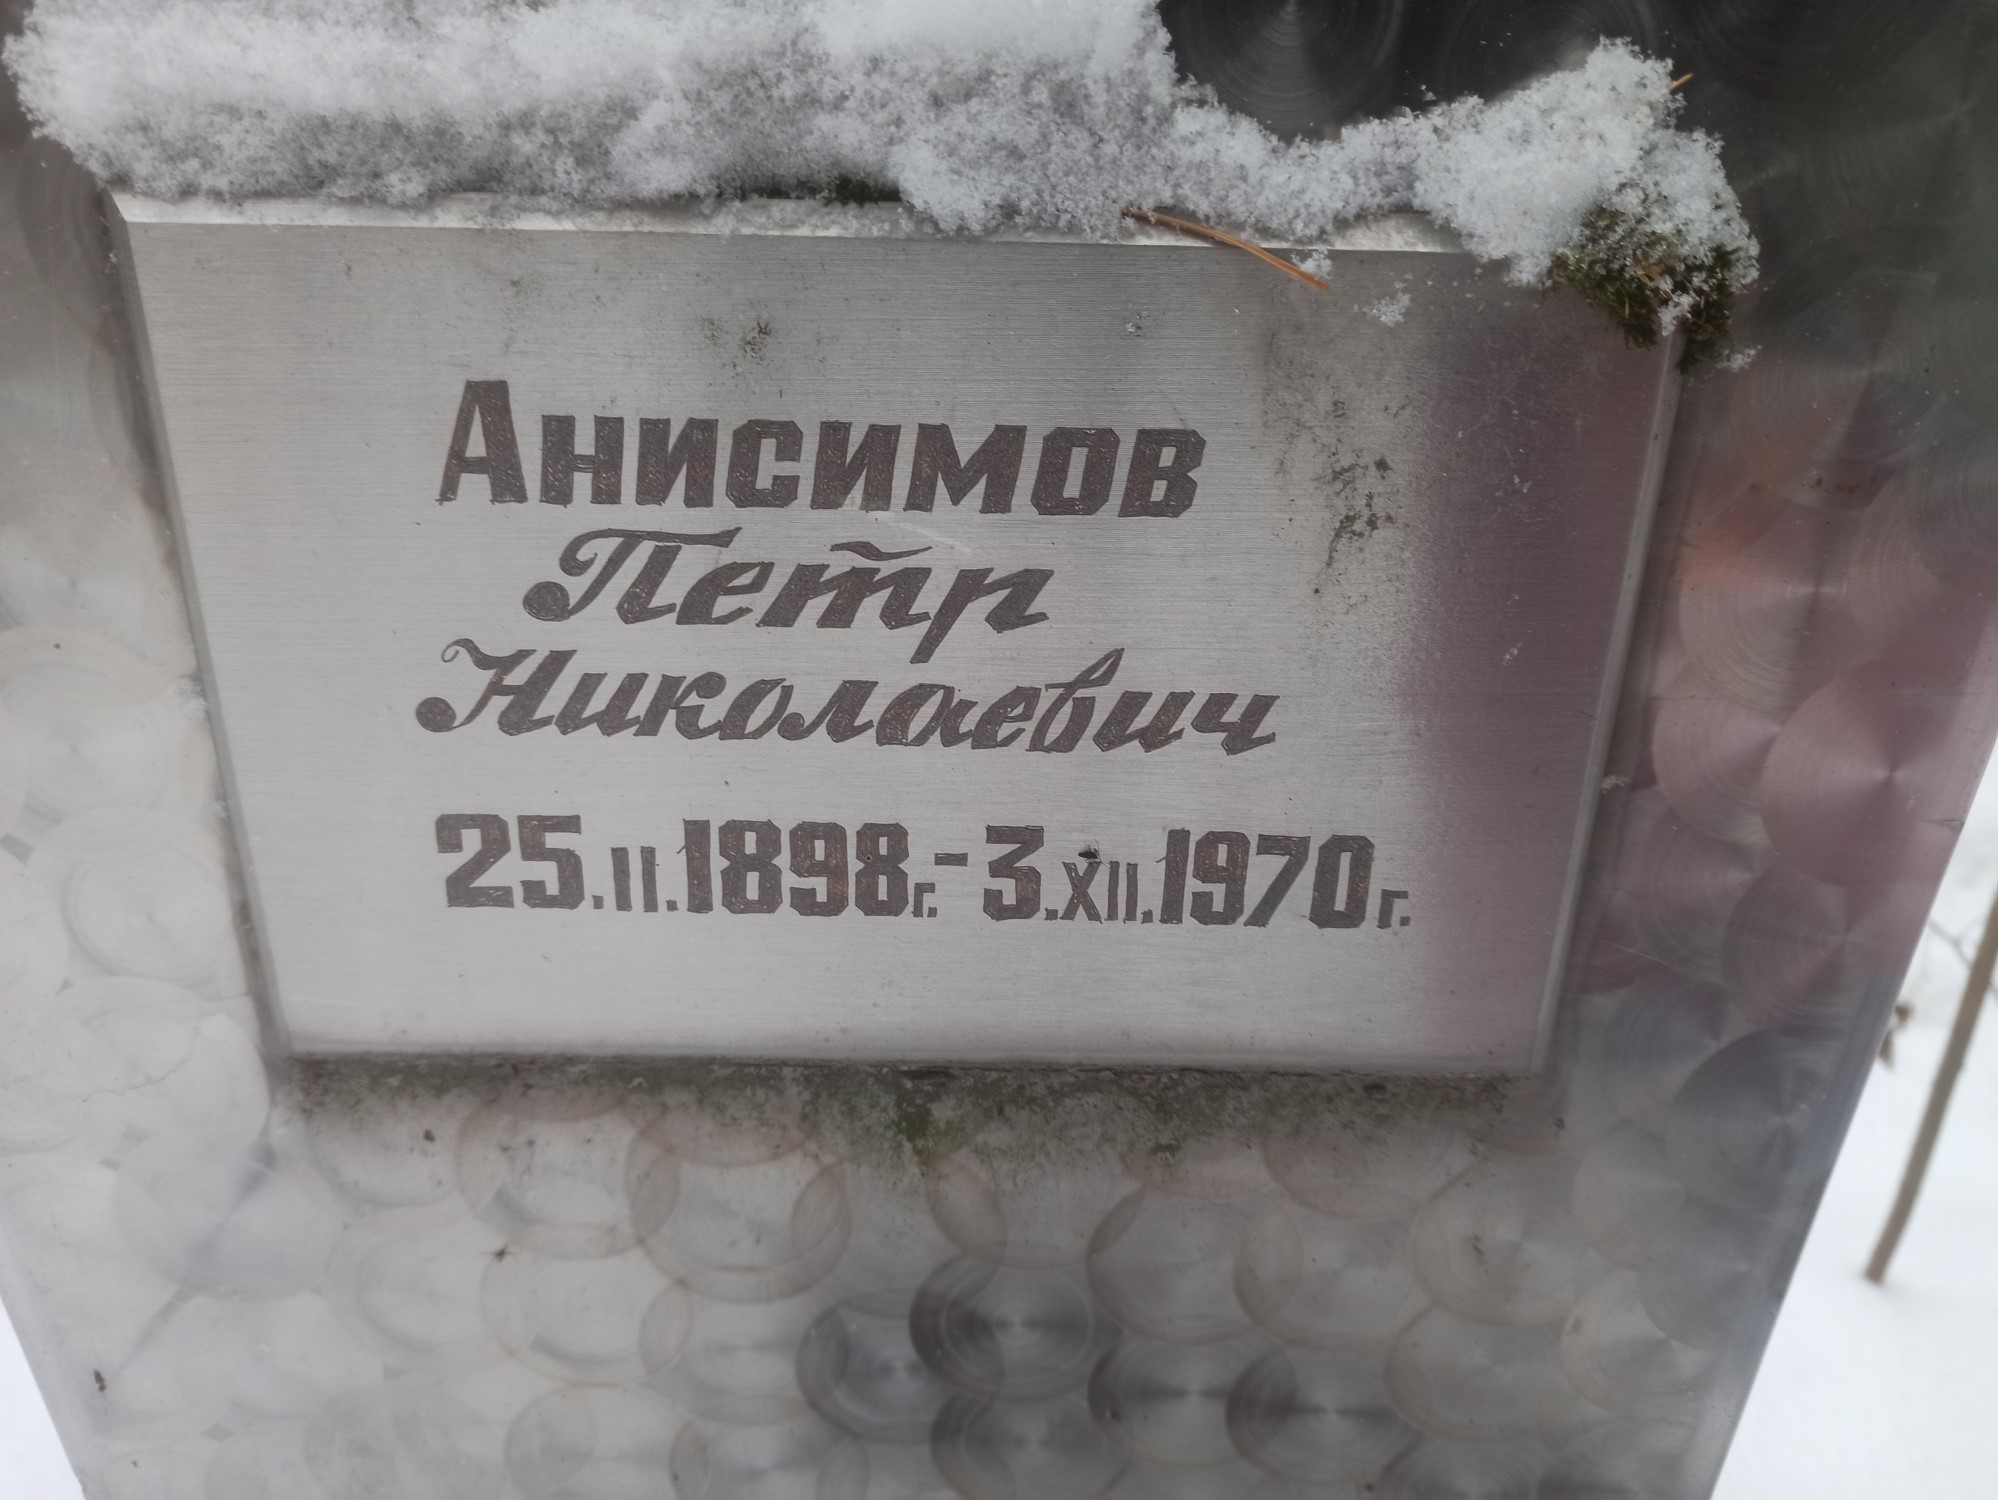 Анисимов
Петр
Николаевич
25.II.1898г.-3.XII.1970г.